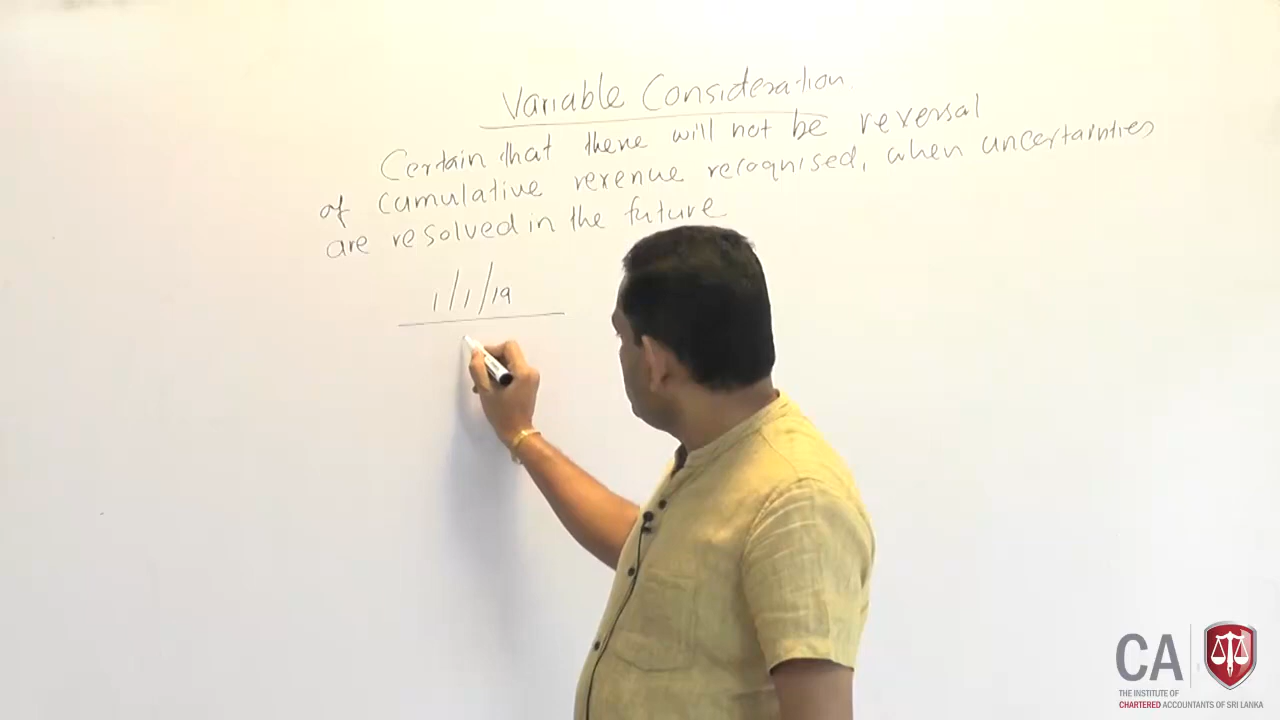 Variable Consideration
Certain that there will not be reversal
of cumulative revenue recognised, when uncertainties
are resolved in the future
1/1/19
CA
THE INSTITUTE OF
CHARTERED ACCOUNTANTS OF SRI LANKA